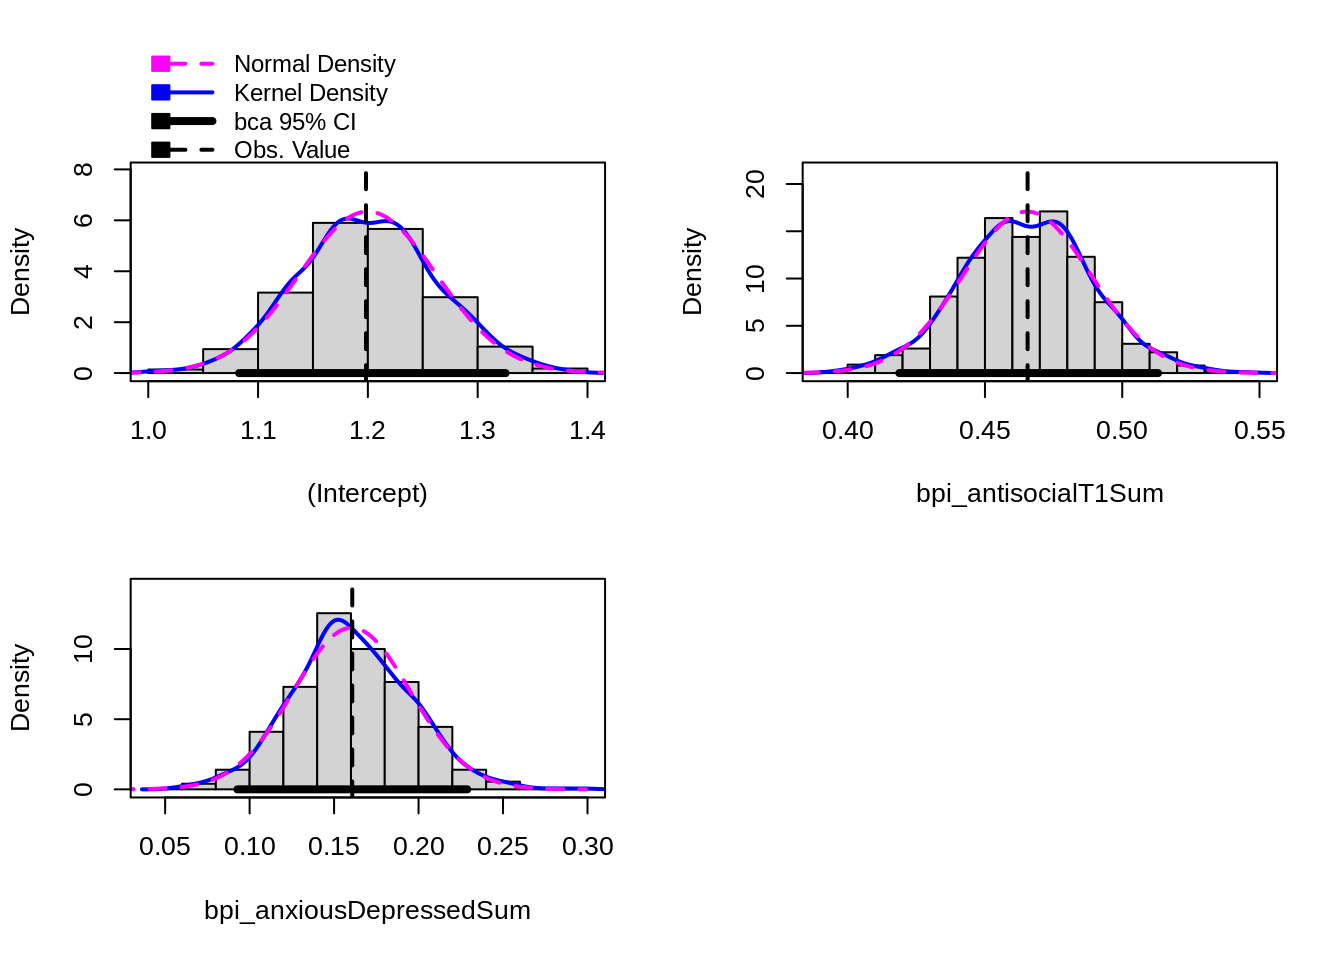 Normal Density
Kernel Density
bca 95% CI
Obs. Value
Density
0 2 4 6 8
1.0 1.1 1.2 1.3 1.4
(Intercept)
Density
0 5 10 20
0.40 0.45 0.50 0.55
bpi_antisocialT1Sum
Density
0 5 10
0.05 0.10 0.15 0.20 0.25 0.30
bpi_anxiousDepressedSum